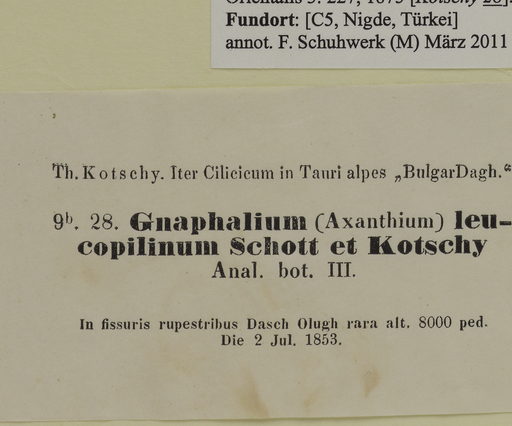 Orientalis 3: 227, 1875 [Kotschy 28].
Fundort: [C5, Nigde, Türkei]
annot. F. Schuhwerk (M) März 2011
Th. Kotschy. Iter Cilicicum in Tauri alpes „BulgarDagh.“
9ᵇ. 28. Gnaphalium (Axanthium) leu-
copilinum Schott et Kotschy
Anal. bot. III.
In fissuris rupestribus Dasch Olugh rara alt. 8000 ped.
Die 2 Jul. 1853.